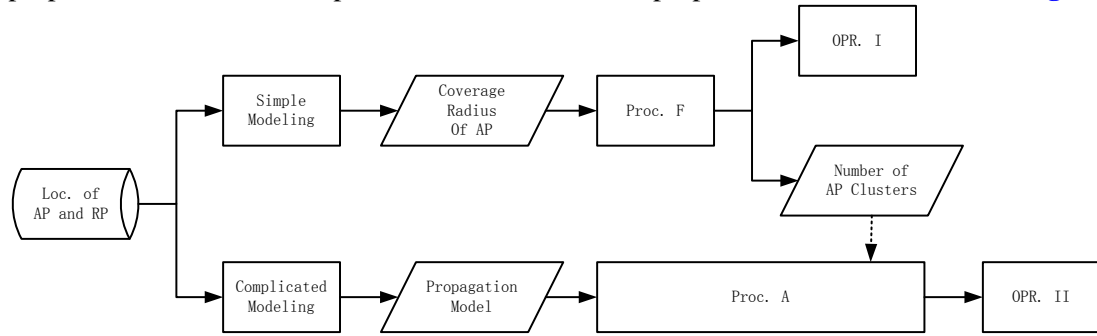 OPR. I
Simple
Modeling
Coverage
Radius
Of AP
Proc. F
Number of
AP Clusters
Loc. of
AP and RP
Complicated
Modeling
Propagation
Model
Proc. A
OPR. II